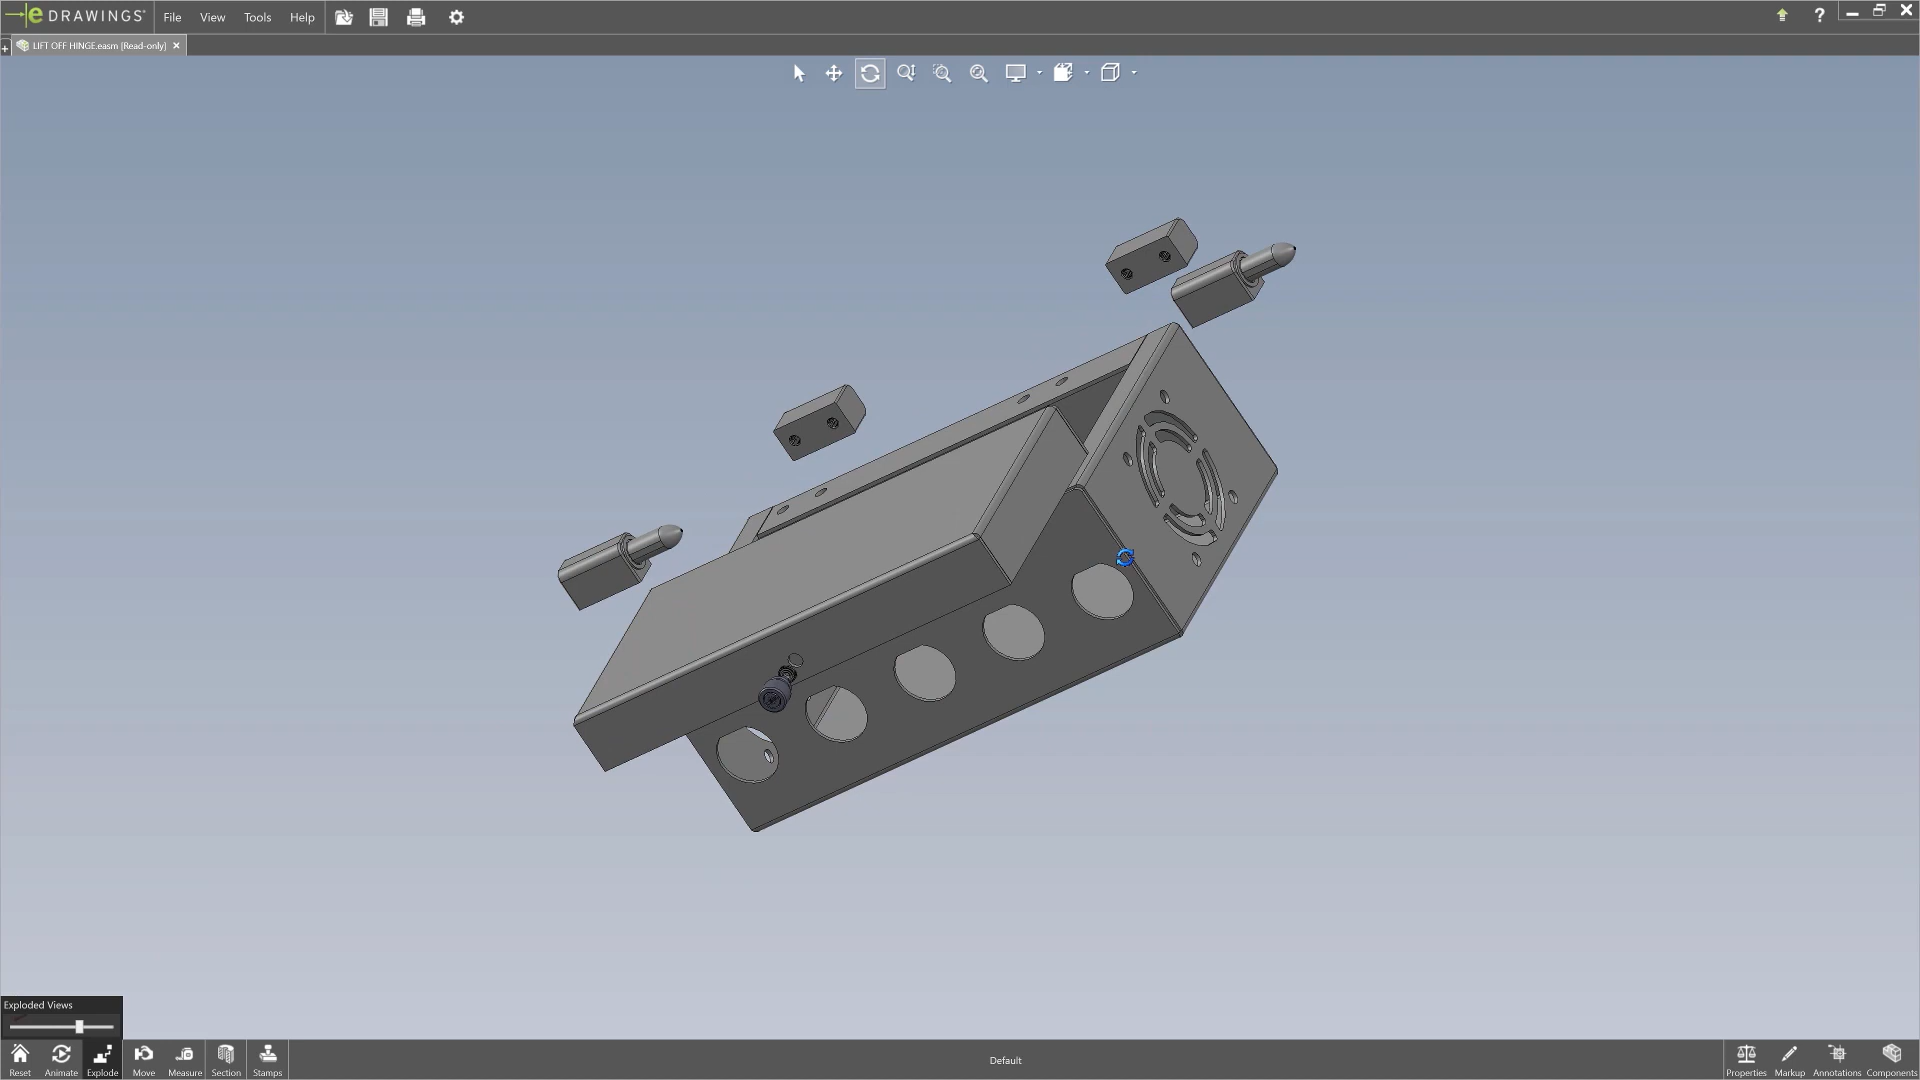 eDRAWINGS® File View Tools Help ?
+ LIFT OFF HINGE.easm [Read-only] ×
Exploded Views
Reset Animate Explode Move Measure Section Stamps Default Properties Markup Annotations Components